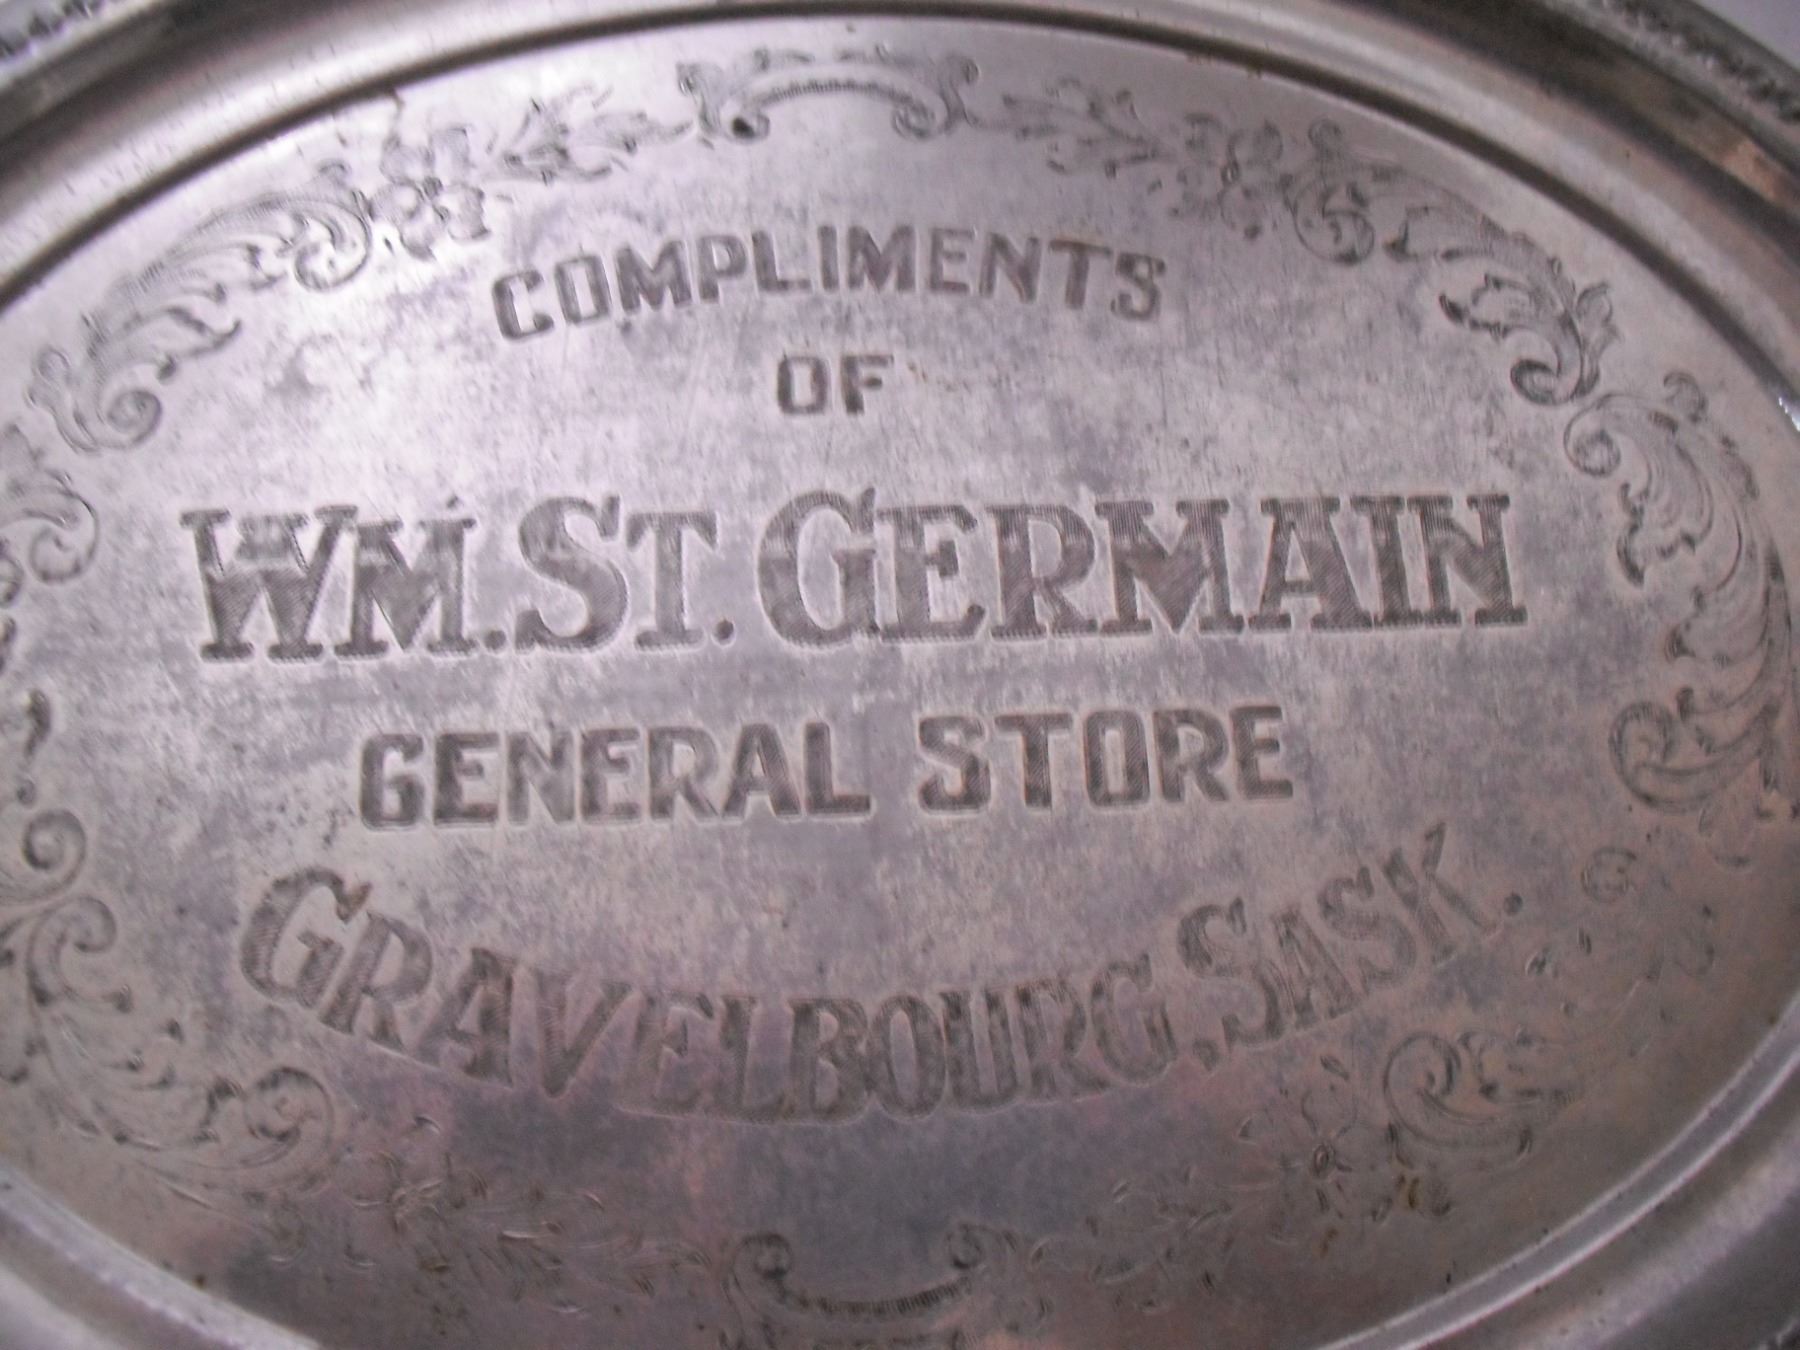 COMPLIMENTS
OF
WM. ST. GERMAIN
GENERAL STORE
GRAVELBOURG, SASK.